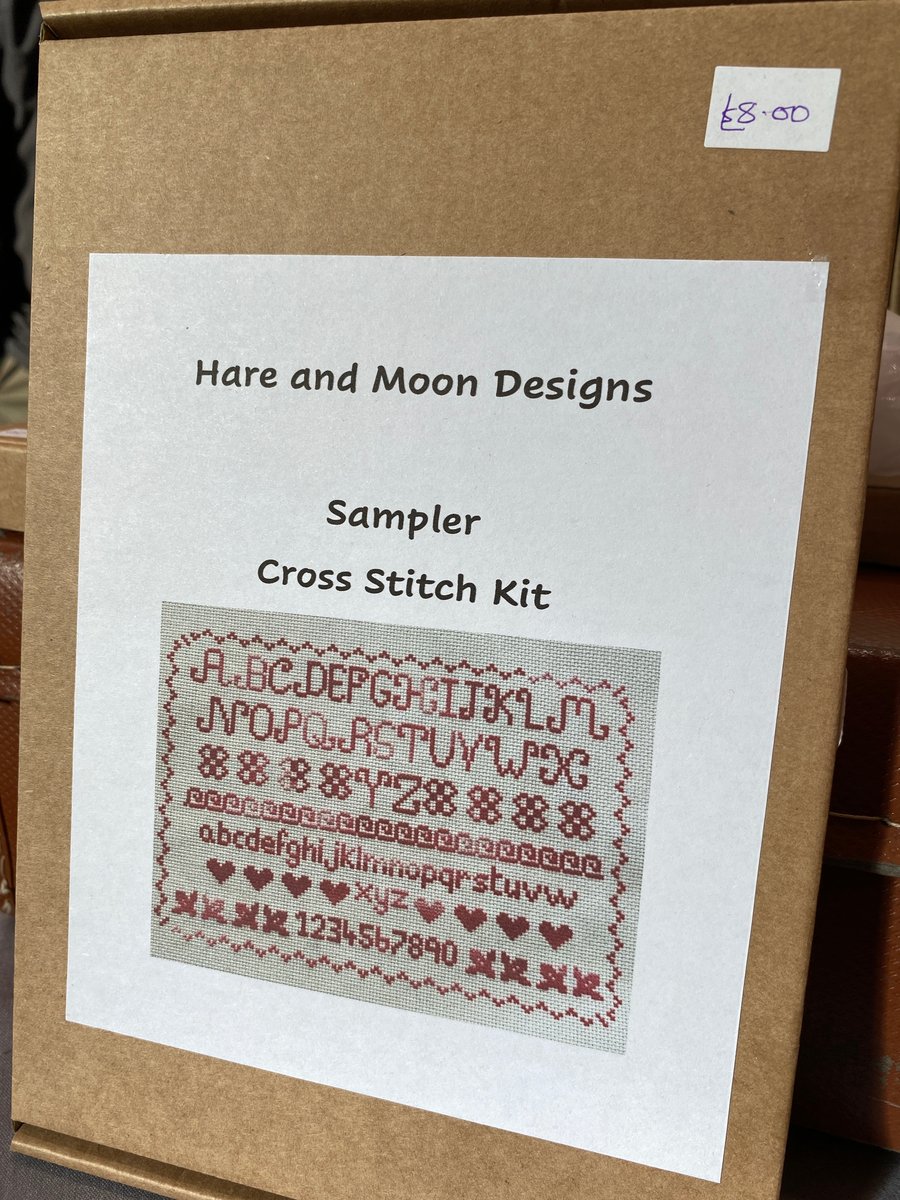 £8.00
Hare and Moon Designs
Sampler
Cross Stitch Kit
ABCDEFGHIJKLM
NOPQRSTUVWX
YZ
abcdefghijklmnopqrstuvw
xyz
1234567890